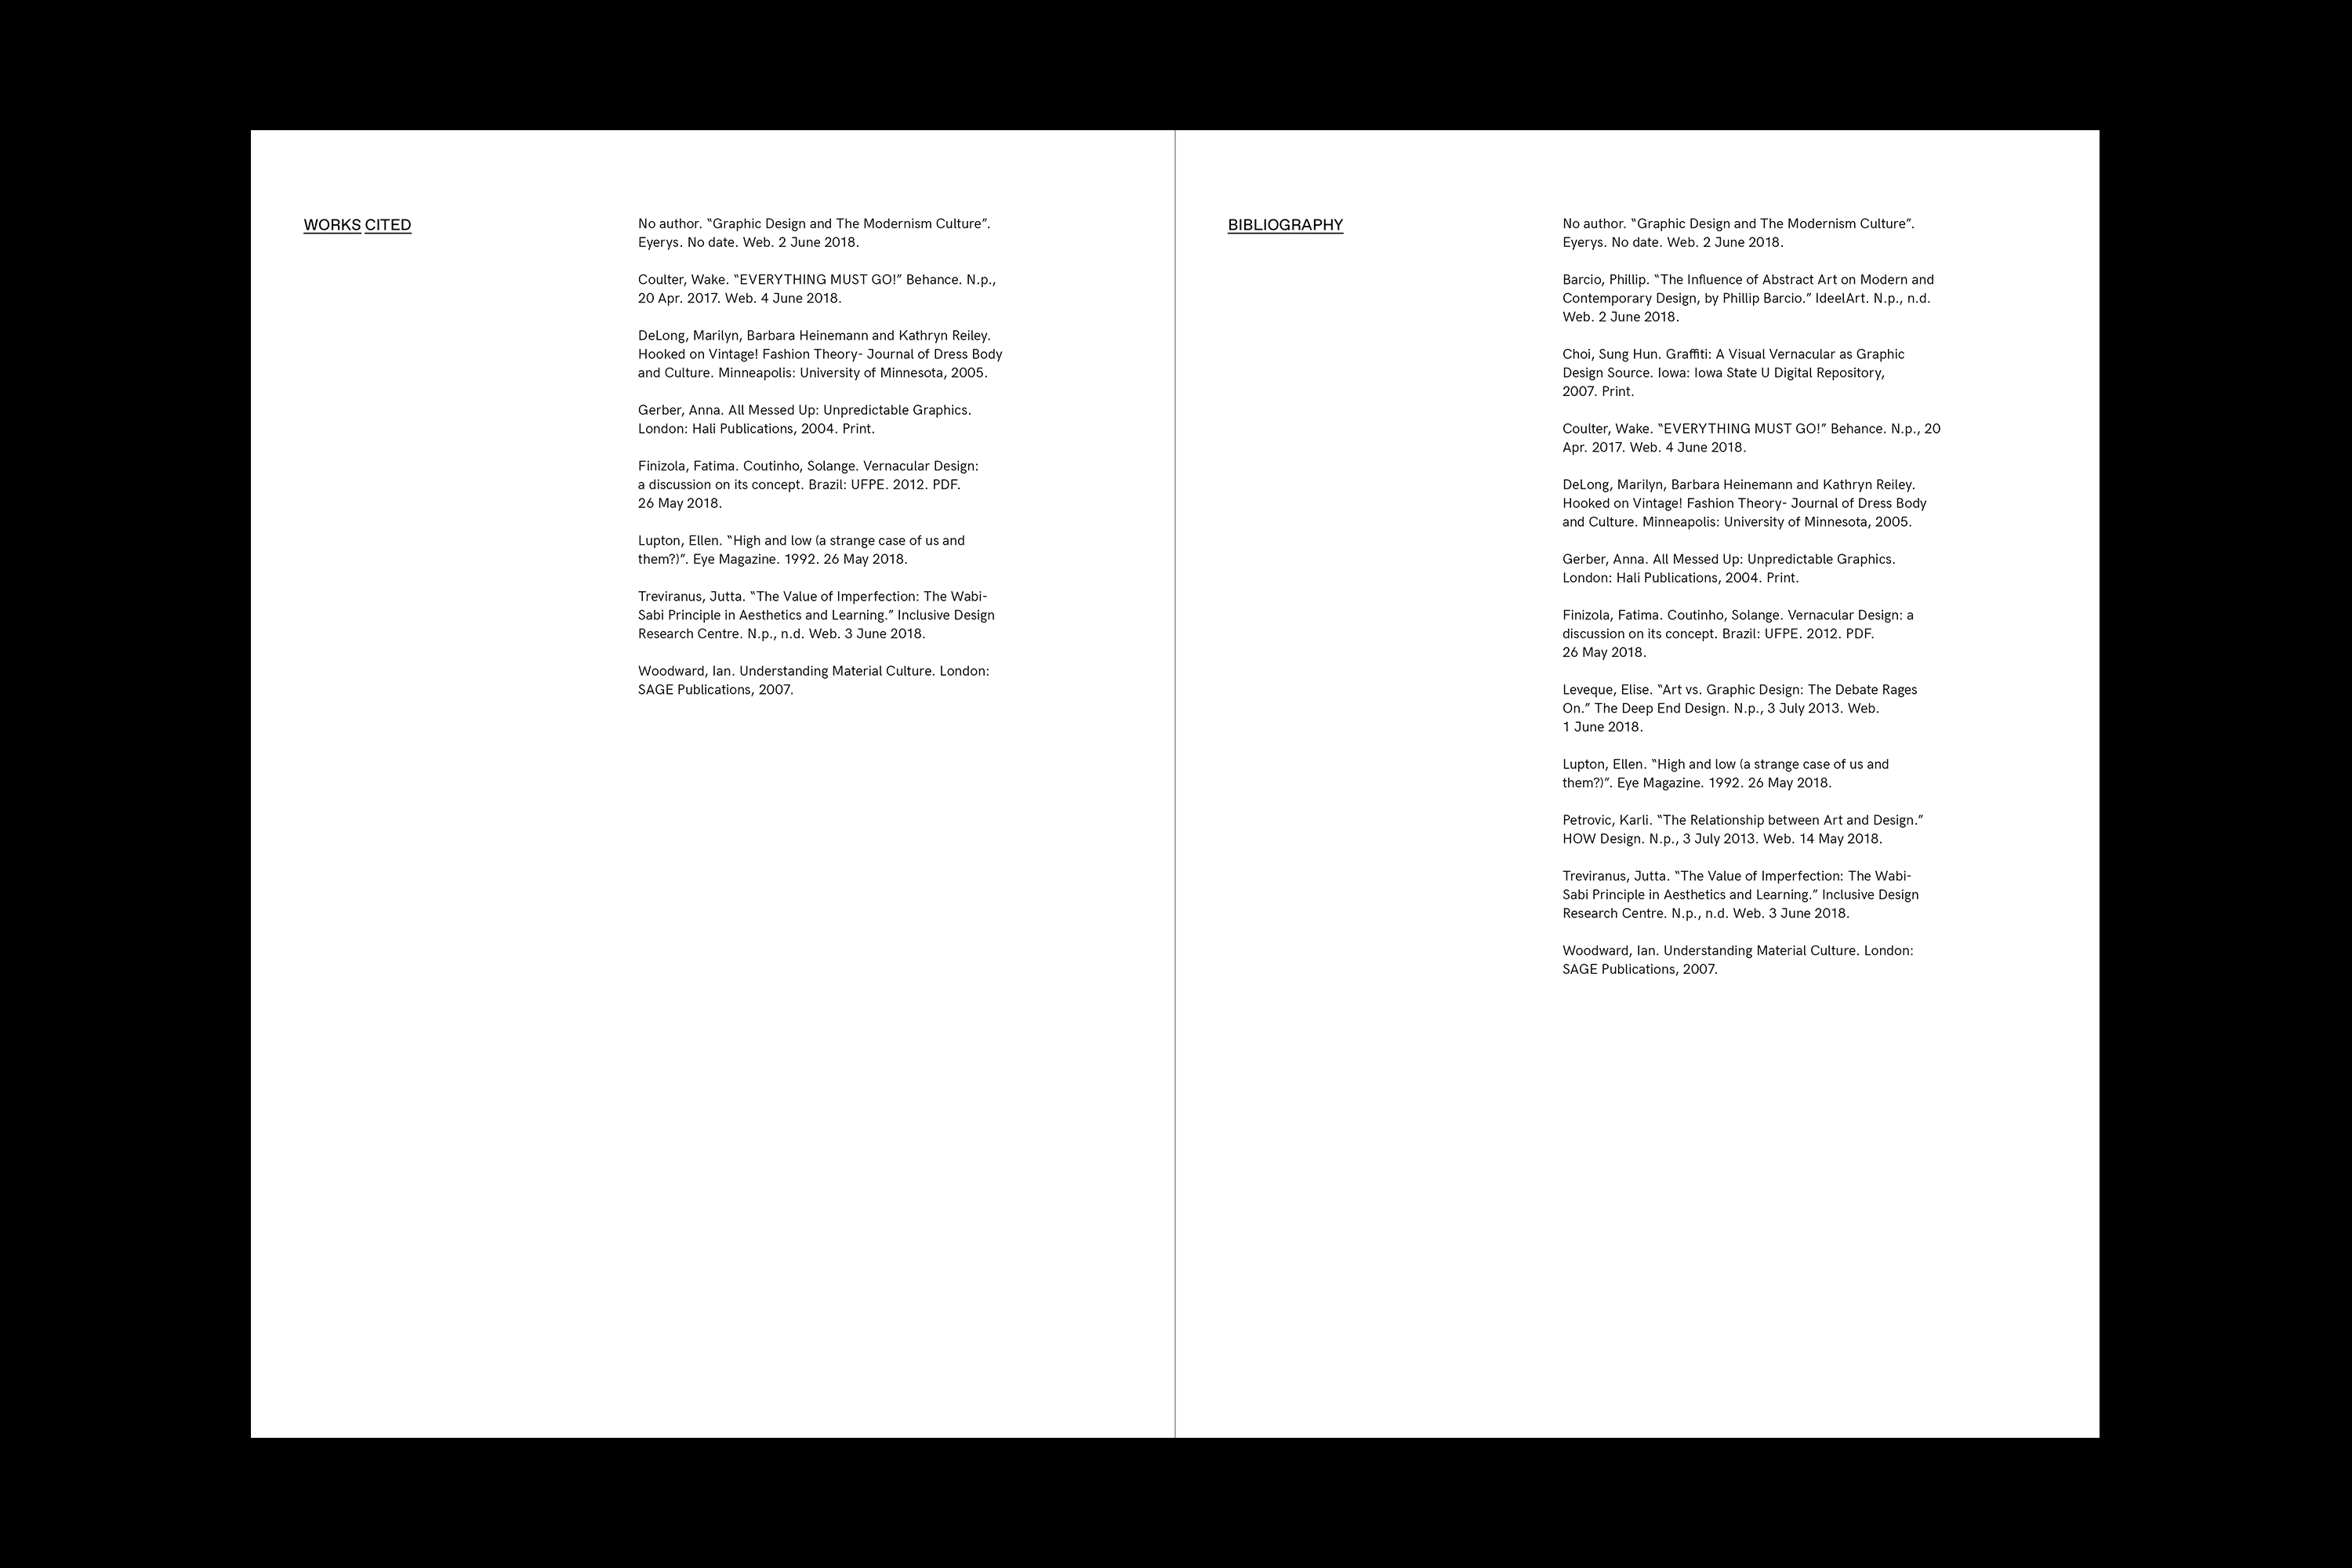 WORKS CITED
No author. “Graphic Design and The Modernism Culture”.
Eyerys. No date. Web. 2 June 2018.
Coulter, Wake. “EVERYTHING MUST GO!” Behance. N.p.,
20 Apr. 2017. Web. 4 June 2018.
DeLong, Marilyn, Barbara Heinemann and Kathryn Reiley.
Hooked on Vintage! Fashion Theory- Journal of Dress Body
and Culture. Minneapolis: University of Minnesota, 2005.
Gerber, Anna. All Messed Up: Unpredictable Graphics.
London: Hali Publications, 2004. Print.
Finizola, Fatima. Coutinho, Solange. Vernacular Design:
a discussion on its concept. Brazil: UFPE. 2012. PDF.
26 May 2018.
Lupton, Ellen. “High and low (a strange case of us and
them?)”. Eye Magazine. 1992. 26 May 2018.
Treviranus, Jutta. “The Value of Imperfection: The Wabi-
Sabi Principle in Aesthetics and Learning.” Inclusive Design
Research Centre. N.p., n.d. Web. 3 June 2018.
Woodward, Ian. Understanding Material Culture. London:
SAGE Publications, 2007.
BIBLIOGRAPHY
No author. “Graphic Design and The Modernism Culture”.
Eyerys. No date. Web. 2 June 2018.
Barcio, Phillip. “The Influence of Abstract Art on Modern and
Contemporary Design, by Phillip Barcio.” IdeelArt. N.p., n.d.
Web. 2 June 2018.
Choi, Sung Hun. Graffiti: A Visual Vernacular as Graphic
Design Source. Iowa: Iowa State U Digital Repository,
2007. Print.
Coulter, Wake. “EVERYTHING MUST GO!” Behance. N.p., 20
Apr. 2017. Web. 4 June 2018.
DeLong, Marilyn, Barbara Heinemann and Kathryn Reiley.
Hooked on Vintage! Fashion Theory- Journal of Dress Body
and Culture. Minneapolis: University of Minnesota, 2005.
Gerber, Anna. All Messed Up: Unpredictable Graphics.
London: Hali Publications, 2004. Print.
Finizola, Fatima. Coutinho, Solange. Vernacular Design: a
discussion on its concept. Brazil: UFPE. 2012. PDF.
26 May 2018.
Leveque, Elise. “Art vs. Graphic Design: The Debate Rages
On.” The Deep End Design. N.p., 3 July 2013. Web.
1 June 2018.
Lupton, Ellen. “High and low (a strange case of us and
them?)”. Eye Magazine. 1992. 26 May 2018.
Petrovic, Karli. “The Relationship between Art and Design.”
HOW Design. N.p., 3 July 2013. Web. 14 May 2018.
Treviranus, Jutta. “The Value of Imperfection: The Wabi-
Sabi Principle in Aesthetics and Learning.” Inclusive Design
Research Centre. N.p., n.d. Web. 3 June 2018.
Woodward, Ian. Understanding Material Culture. London:
SAGE Publications, 2007.